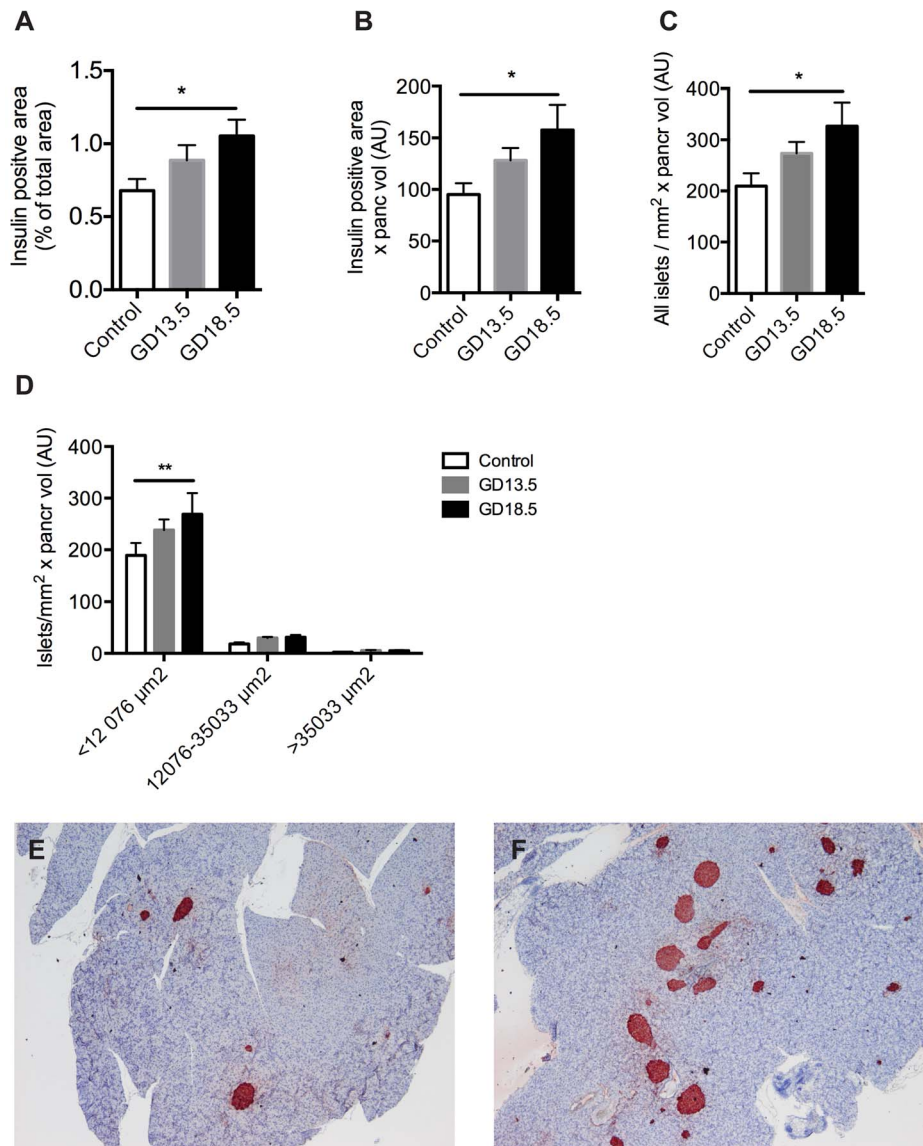 A
Insulin positive area
(% of total area)
1.5
1.0
0.5
0.0
*
Control
GD13.5
GD18.5
B
Insulin positive area
x panc vol (AU)
200
150
100
50
0
*
Control
GD13.5
GD18.5
C
All islets / mm² x pancr vol (AU)
400
300
200
100
0
*
Control
GD13.5
GD18.5
D
Islets/mm² x pancr vol (AU)
400
300
200
100
0
**
<12 076 µm2
12076-35033 µm2
>35033 µm2
Control
GD13.5
GD18.5
E
F